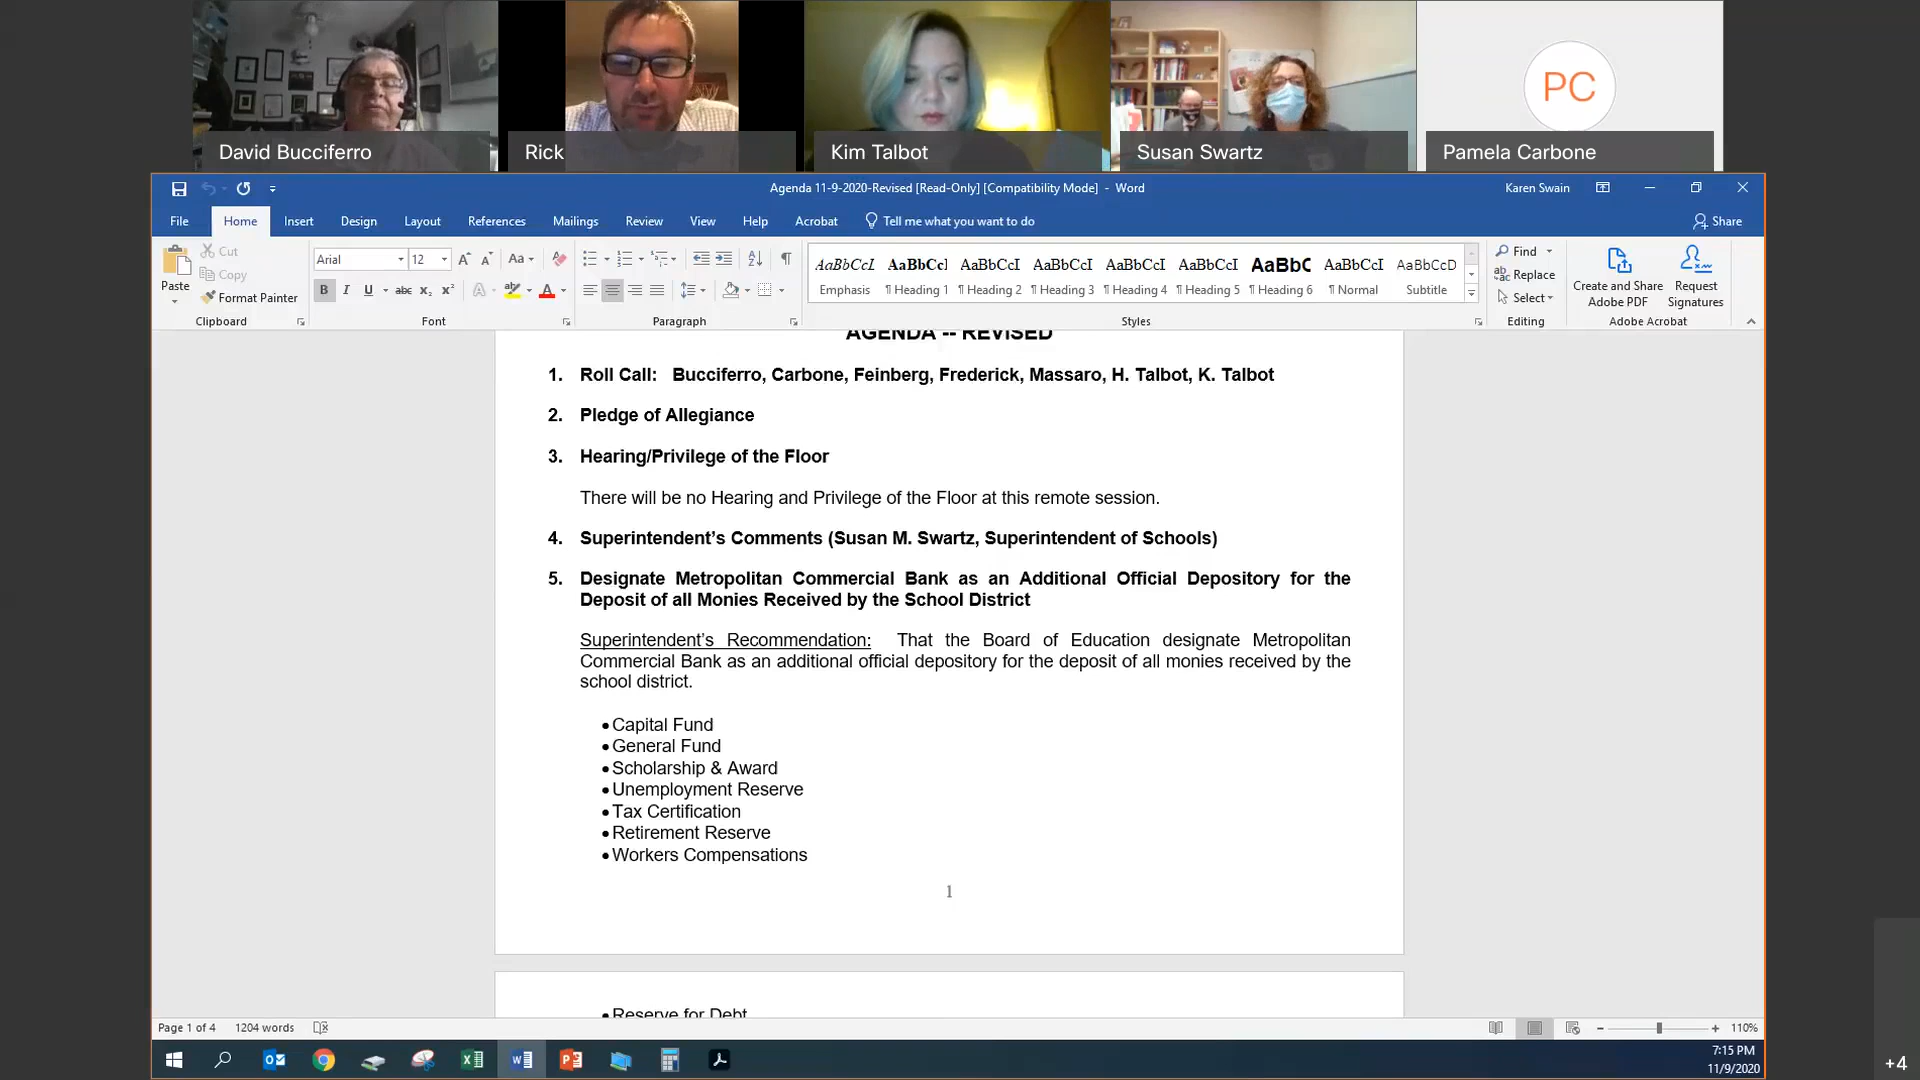 PC
David Bucciferro
Rick
Kim Talbot
Susan Swartz
Pamela Carbone
Agenda 11-9-2020-Revised [Read-Only] [Compatibility Mode] - Word
Karen Swain
File Home Insert Design Layout References Mailings Review View Help Acrobat Tell me what you want to do
Share
Paste
Cut
Copy
Format Painter
Clipboard
Arial 12
Font
Paragraph
AaBbCcI AaBbCcI AaBbCcI AaBbCcI AaBbCcI AaBbCcI AaBbC AaBbCcI AaBbCcD
Emphasis ¶ Heading 1 ¶ Heading 2 ¶ Heading 3 ¶ Heading 4 ¶ Heading 5 ¶ Heading 6 ¶ Normal Subtitle
Styles
Find
Replace
Select
Editing
Create and Share Adobe PDF
Request Signatures
Adobe Acrobat
AGENDA -- REVISED
1. Roll Call: Bucciferro, Carbone, Feinberg, Frederick, Massaro, H. Talbot, K. Talbot
2. Pledge of Allegiance
3. Hearing/Privilege of the Floor
There will be no Hearing and Privilege of the Floor at this remote session.
4. Superintendent’s Comments (Susan M. Swartz, Superintendent of Schools)
5. Designate Metropolitan Commercial Bank as an Additional Official Depository for the
Deposit of all Monies Received by the School District
Superintendent’s Recommendation: That the Board of Education designate Metropolitan
Commercial Bank as an additional official depository for the deposit of all monies received by the
school district.
•Capital Fund
•General Fund
•Scholarship & Award
•Unemployment Reserve
•Tax Certification
•Retirement Reserve
•Workers Compensations
1
•Reserve for Debt
Page 1 of 4 1204 words
110%
7:15 PM
11/9/2020
+4